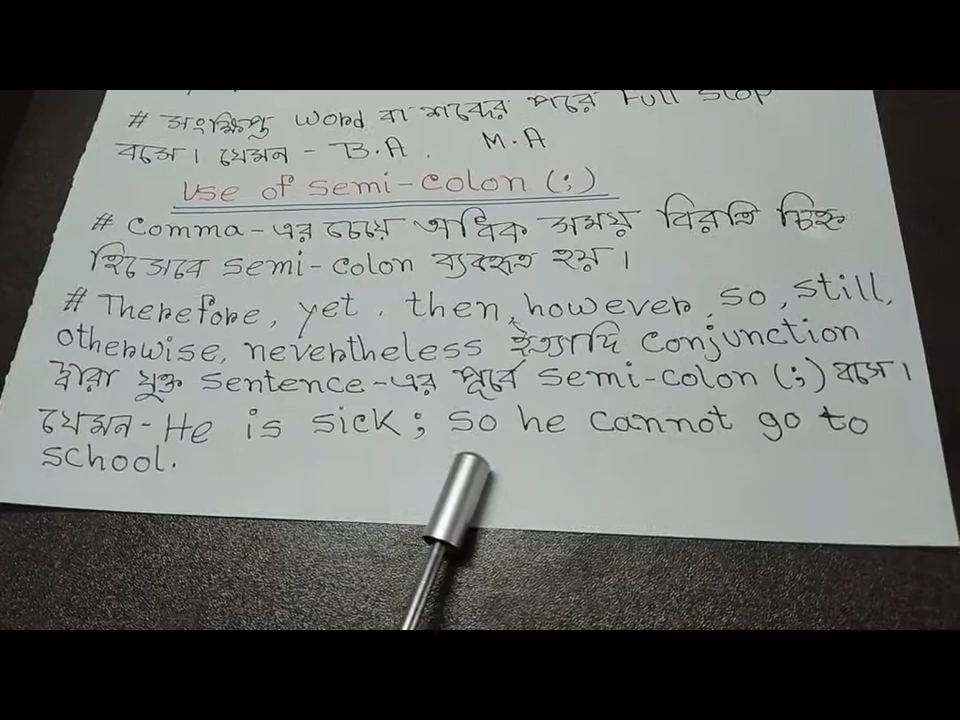 # সংক্ষিপ্ত word বা শব্দের পরে Full stop
বসে। যেমন - B.A. M.A
Use of semi-colon (;)
# Comma-এর চেয়ে অধিক সময় বিরতি চিহ্ন
হিসেবে semi-colon ব্যবহৃত হয়।
# Therefore, yet, then, however, so, still,
otherwise, nevertheless ইত্যাদি conjunction
দ্বারা যুক্ত sentence-এর পূর্বে semi-colon (;) বসে।
যেমন - He is sick; so he cannot go to
school.